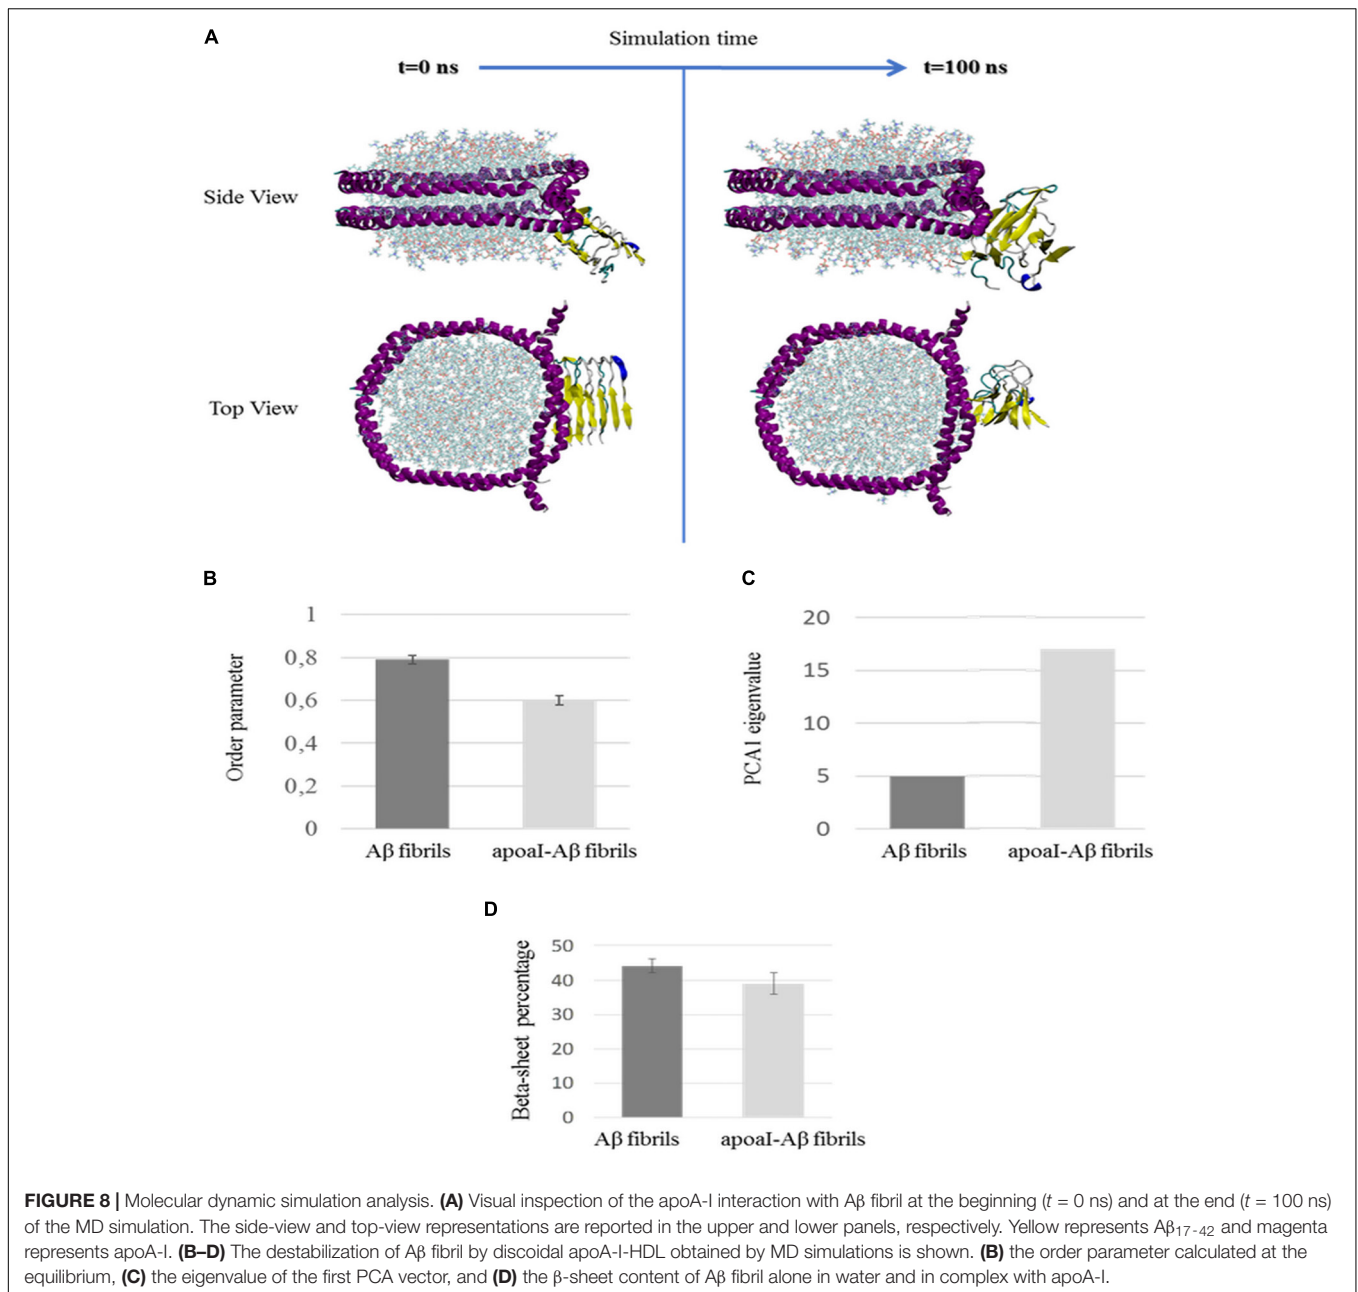 A
Simulation time
t=0 ns
t=100 ns
Side View
Top View
B
Order parameter
1
0,8
0,6
0,4
0,2
0
Aβ fibrils
apoaI-Aβ fibrils
C
PCA1 eigenvalue
20
15
10
5
0
Aβ fibrils
apoaI-Aβ fibrils
D
Beta-sheet percentage
50
40
30
20
10
0
Aβ fibrils
apoaI-Aβ fibrils
FIGURE 8 | Molecular dynamic simulation analysis. (A) Visual inspection of the apoA-I interaction with Aβ fibril at the beginning (t = 0 ns) and at the end (t = 100 ns)
of the MD simulation. The side-view and top-view representations are reported in the upper and lower panels, respectively. Yellow represents Aβ17-42 and magenta
represents apoA-I. (B–D) The destabilization of Aβ fibril by discoidal apoA-I-HDL obtained by MD simulations is shown. (B) the order parameter calculated at the
equilibrium, (C) the eigenvalue of the first PCA vector, and (D) the β-sheet content of Aβ fibril alone in water and in complex with apoA-I.